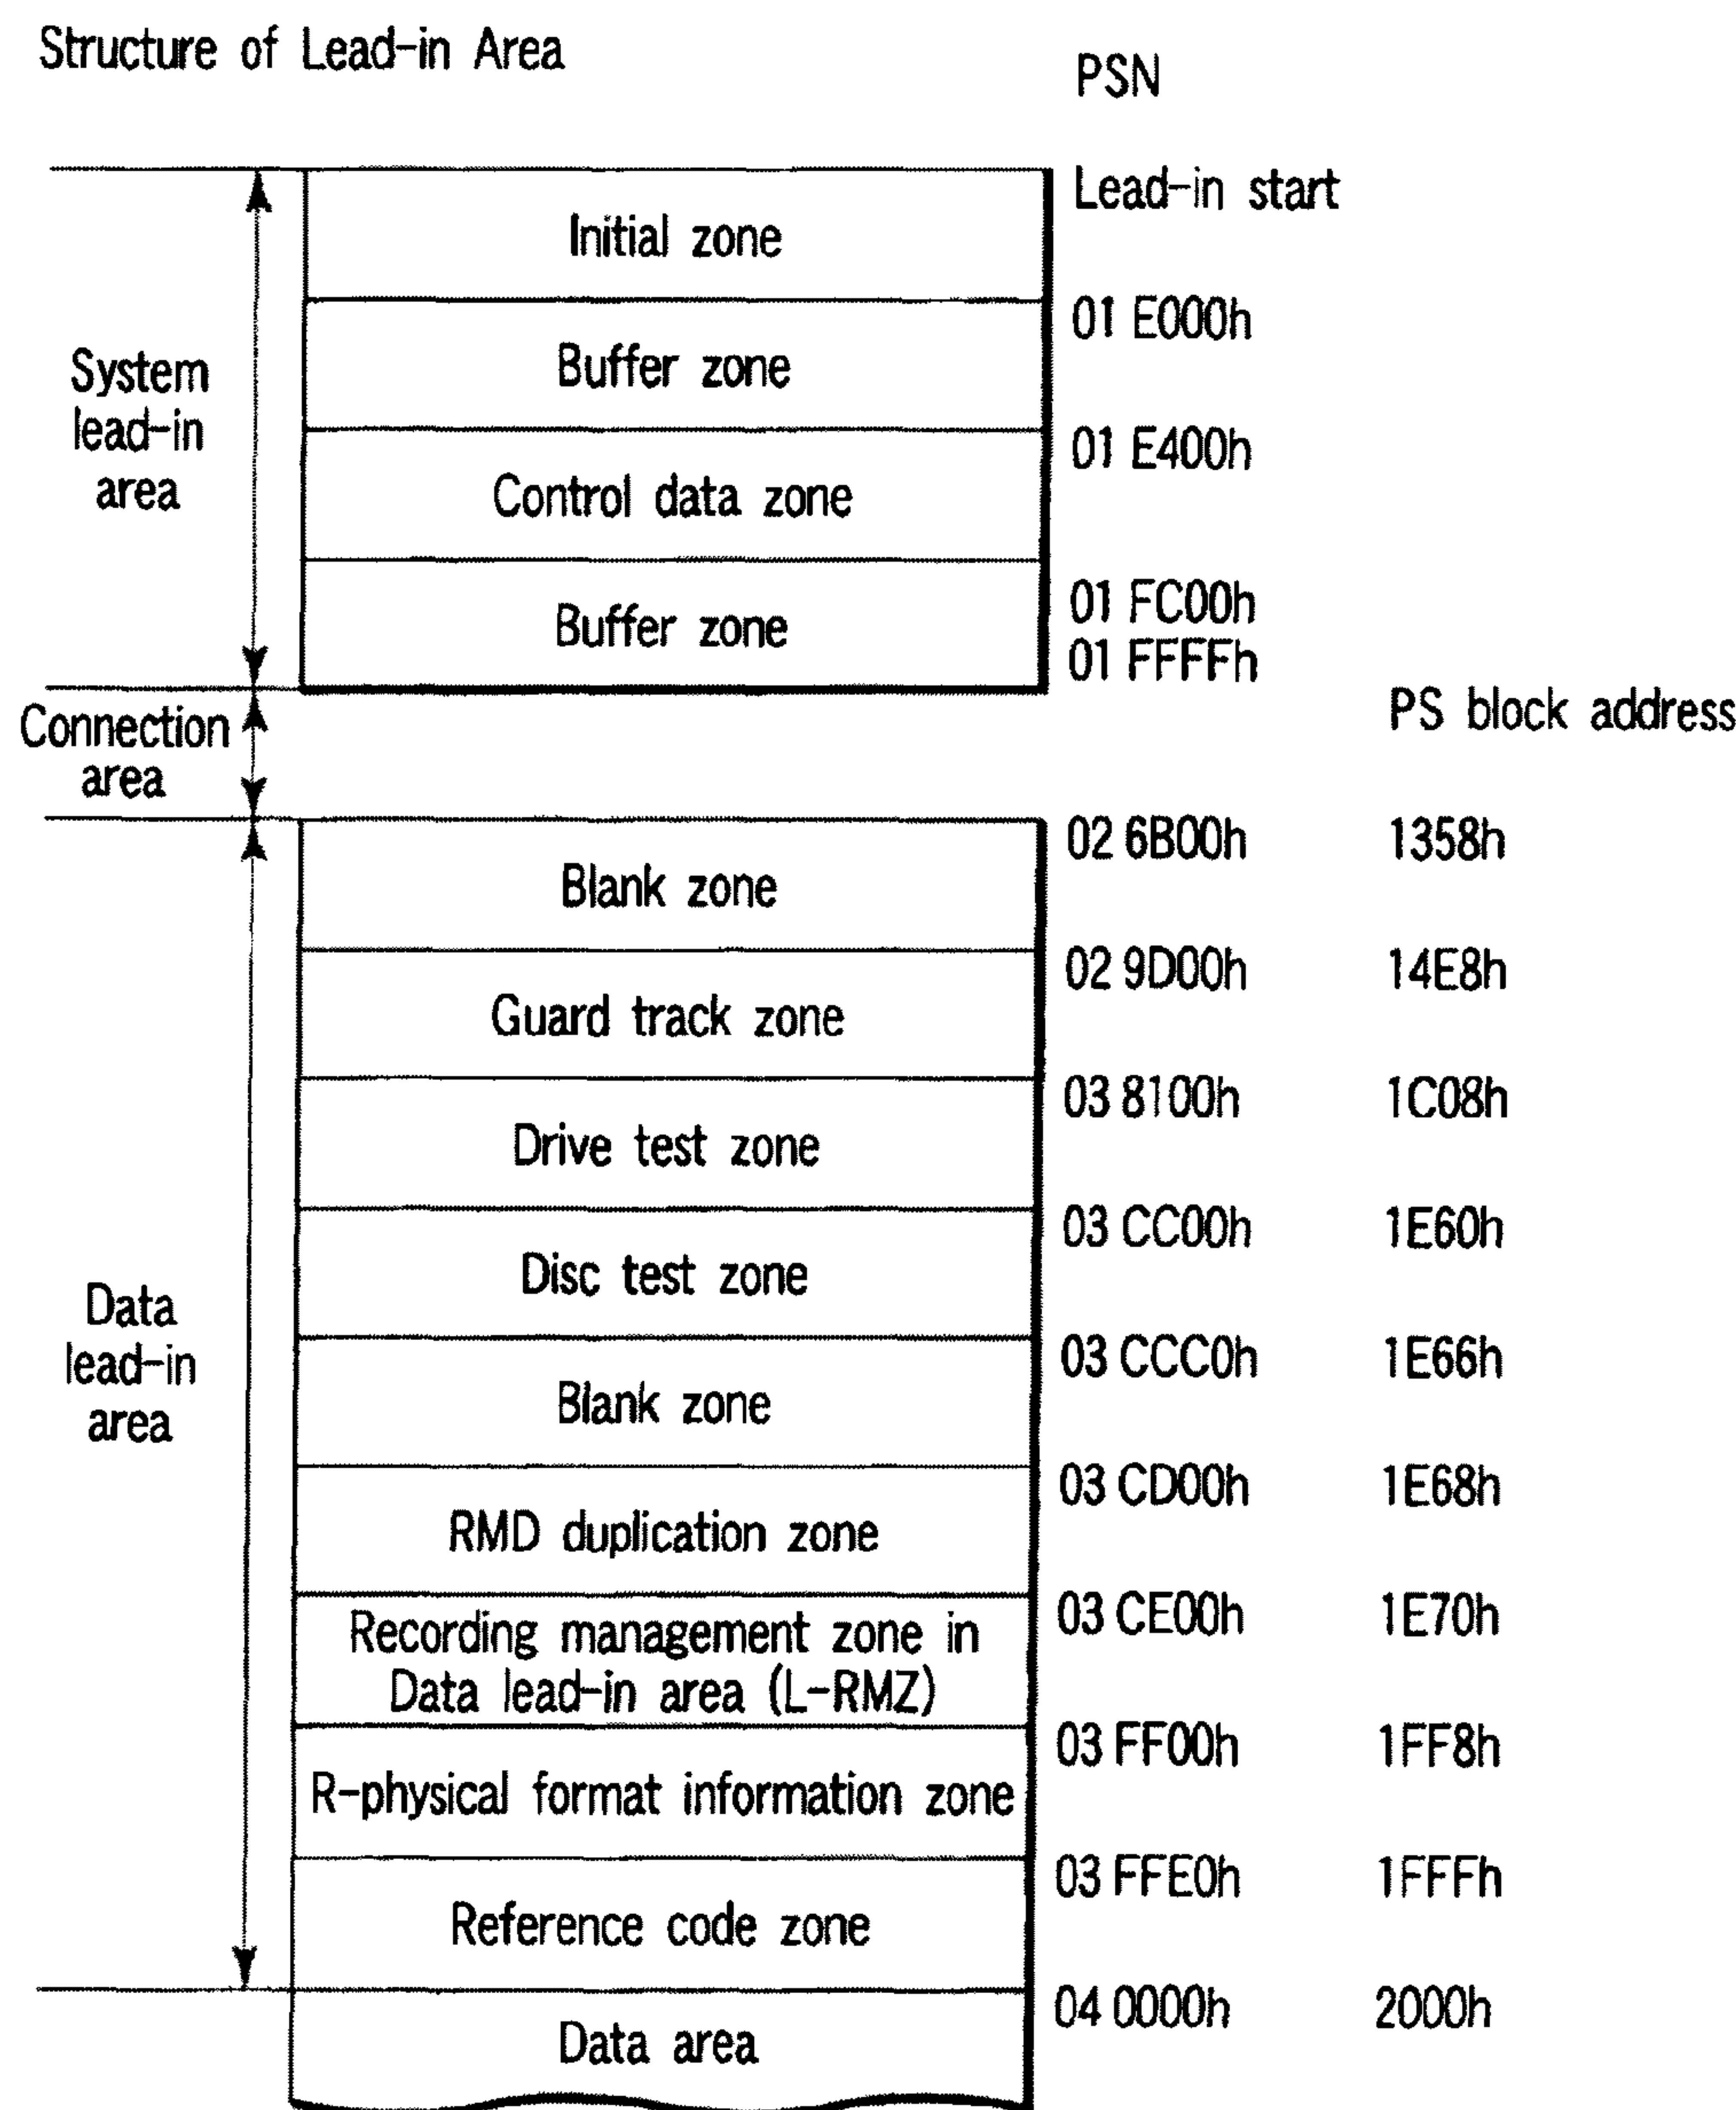 Structure of Lead-in Area
PSN
Lead-in start
Initial zone
01 E000h
Buffer zone
01 E400h
System
lead-in
area
Control data zone
01 FC00h
Buffer zone
01 FFFFh
PS block address
Connection
area
02 6B00h 1358h
Blank zone
02 9D00h 14E8h
Guard track zone
03 8100h 1C08h
Drive test zone
03 CC00h 1E60h
Disc test zone
Data
lead-in
area
03 CCC0h 1E66h
Blank zone
03 CD00h 1E68h
RMD duplication zone
03 CE00h 1E70h
Recording management zone in
Data lead-in area (L-RMZ)
03 FF00h 1FF8h
R-physical format information zone
03 FFE0h 1FFFh
Reference code zone
04 0000h 2000h
Data area